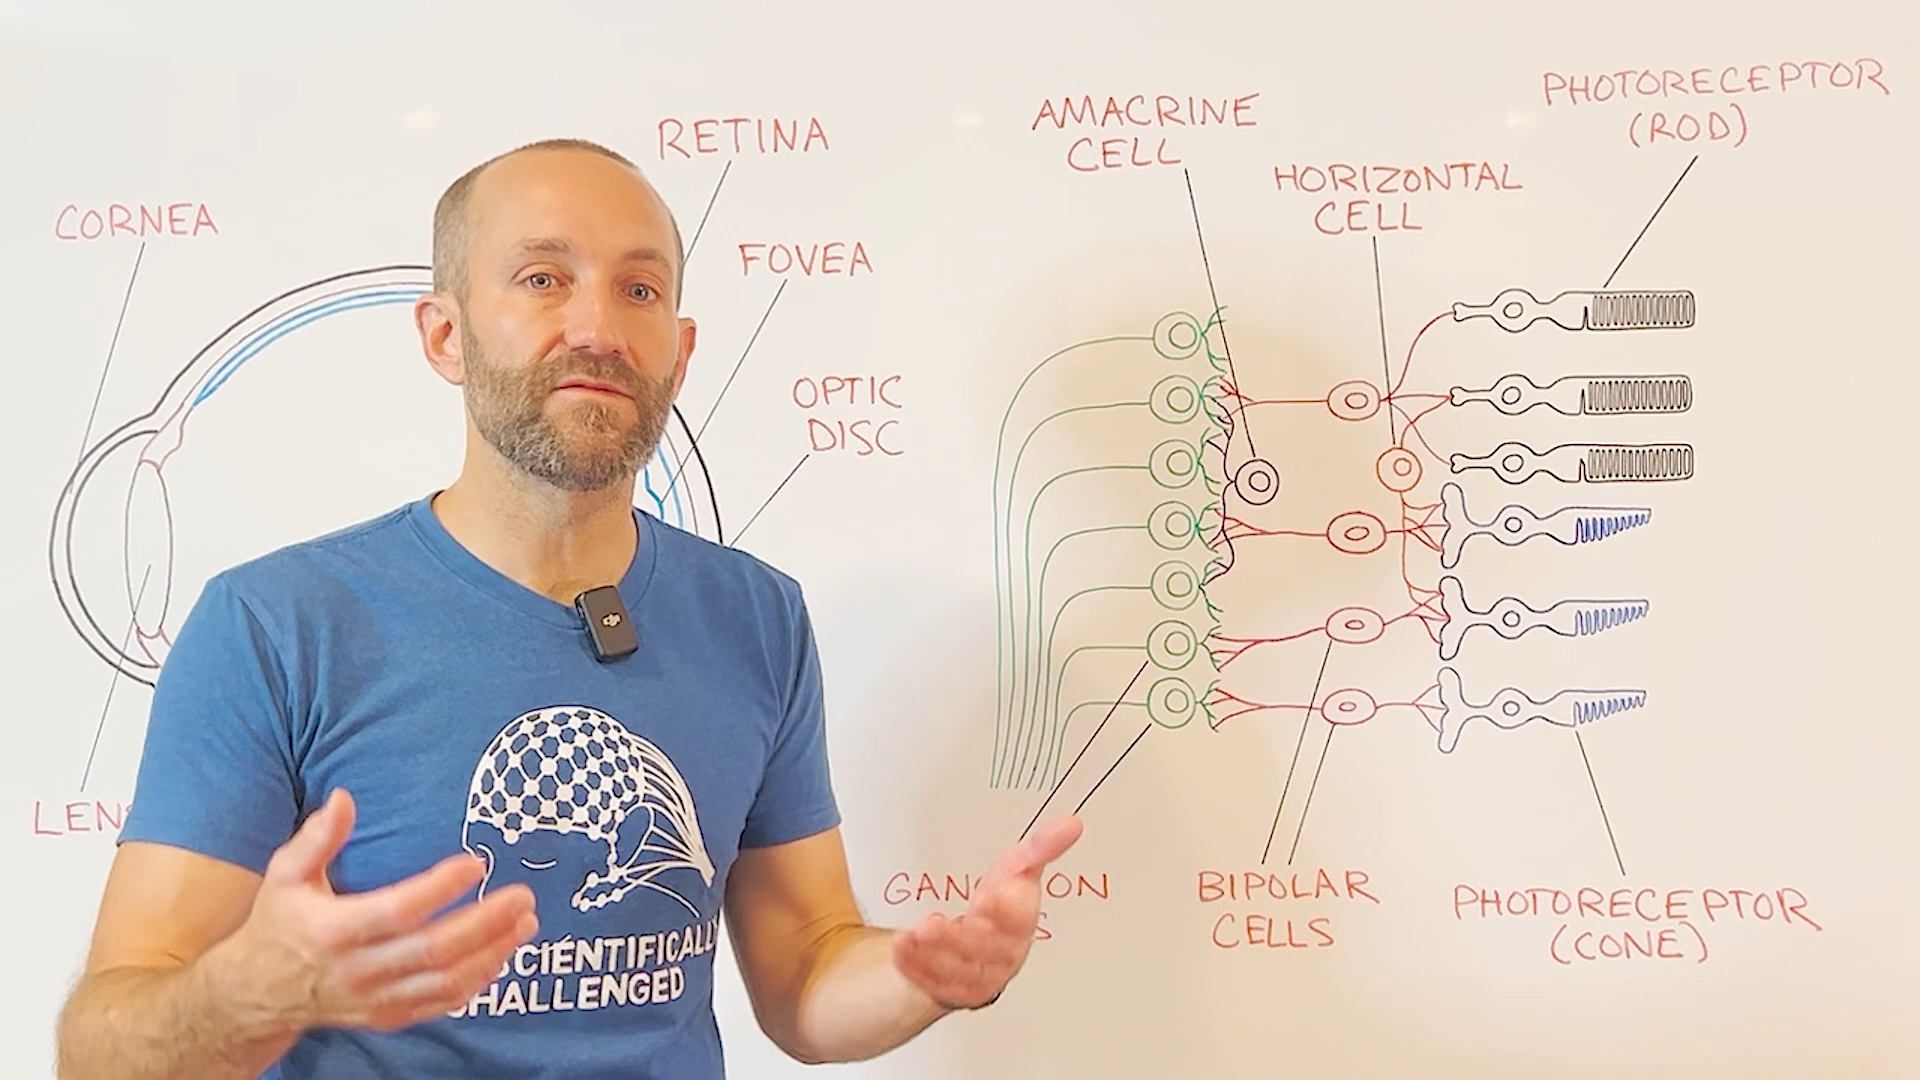 CORNEA
RETINA
FOVEA
OPTIC
DISC
AMACRINE
CELL
HORIZONTAL
CELL
PHOTORECEPTOR
(ROD)
BIPOLAR
CELLS
PHOTORECEPTOR
(CONE)
SCIENTIFICALLY
CHALLENGED